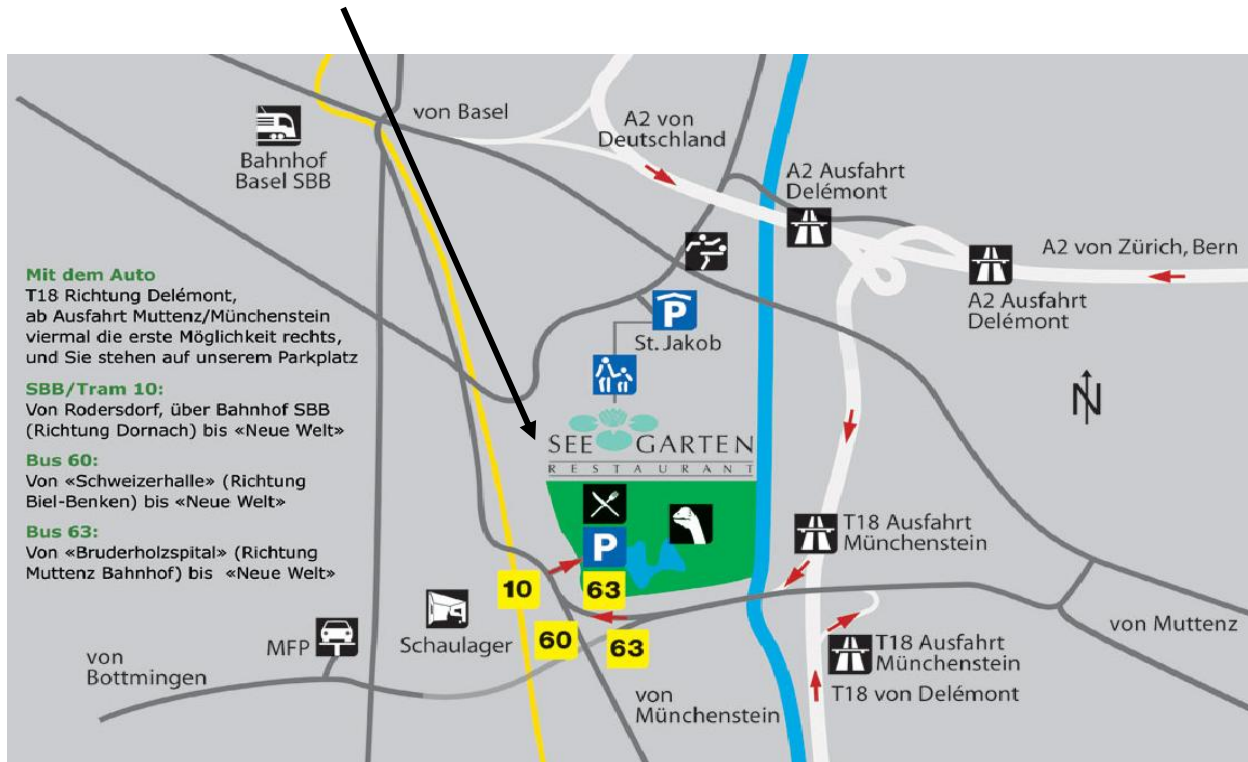 von Basel
Bahnhof
Basel SBB
A2 von
Deutschland
A2 Ausfahrt
Delémont
A2 von Zürich, Bern
A2 Ausfahrt
Delémont
Mit dem Auto
T18 Richtung Delémont,
ab Ausfahrt Muttenz/Münchenstein
viermal die erste Möglichkeit rechts,
und Sie stehen auf unserem Parkplatz
SBB/Tram 10:
Von Rodersdorf, über Bahnhof SBB
(Richtung Dornach) bis «Neue Welt»
Bus 60:
Von «Schweizerhalle» (Richtung
Biel-Benken) bis «Neue Welt»
Bus 63:
Von «Bruderholzspital» (Richtung
Muttenz Bahnhof) bis «Neue Welt»
P
St. Jakob
N
SEE GARTEN
RESTAURANT
P
10
63
60
63
T18 Ausfahrt
Münchenstein
Schaulager
MFP
von
Bottmingen
von
Münchenstein
von Muttenz
T18 Ausfahrt
Münchenstein
T18 von Delémont